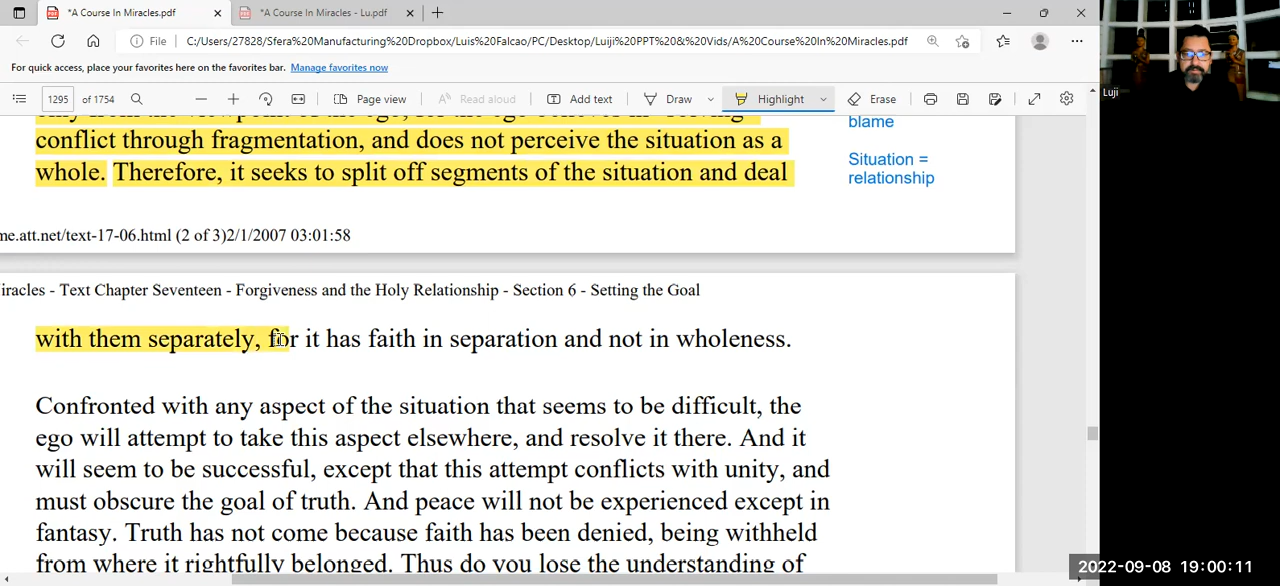 *A Course In Miracles.pdf
*A Course In Miracles - Lu.pdf
File
C:/Users/27828/Sfera%20Manufacturing%20Dropbox/Luis%20Falcao/PC/Desktop/Luiji%20PPT%20&%20Vids/A%20Course%20In%20Miracles.pdf
For quick access, place your favorites here on the favorites bar. Manage favorites now
1295 of 1754
Page view
Read aloud
Add text
Draw
Highlight
Erase
Luji
conflict through fragmentation, and does not perceive the situation as a
whole. Therefore, it seeks to split off segments of the situation and deal
blame
Situation =
relationship
me.att.net/text-17-06.html (2 of 3)2/1/2007 03:01:58
iracles - Text Chapter Seventeen - Forgiveness and the Holy Relationship - Section 6 - Setting the Goal
with them separately, for it has faith in separation and not in wholeness.
Confronted with any aspect of the situation that seems to be difficult, the
ego will attempt to take this aspect elsewhere, and resolve it there. And it
will seem to be successful, except that this attempt conflicts with unity, and
must obscure the goal of truth. And peace will not be experienced except in
fantasy. Truth has not come because faith has been denied, being withheld
from where it rightfully belonged. Thus do you lose the understanding of
2022-09-08 19:00:11